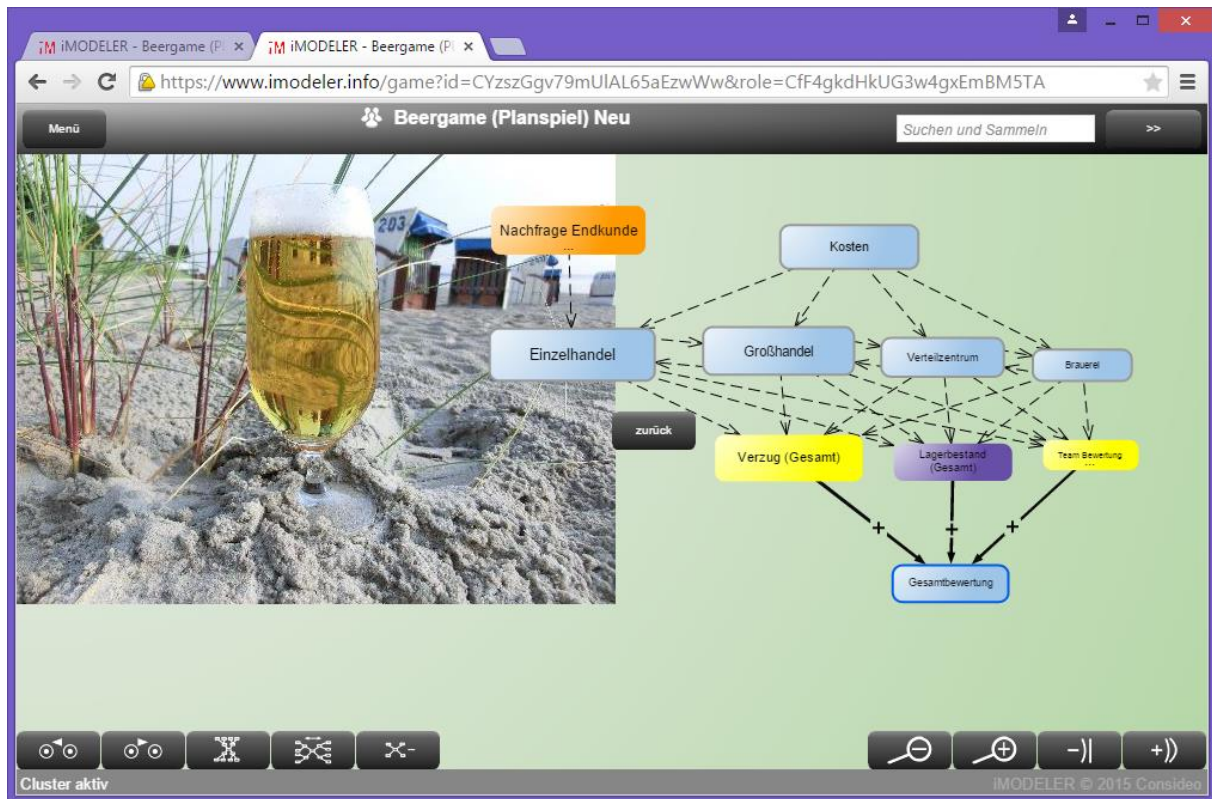 iMODELER - Beergame (Pl
iMODELER - Beergame (Pl
https://www.imodeler.info/game?id=CYzszGgv79mUlAL65aEzwWw&role=CfF4gkdHkUG3w4gxEmBM5TA
Menü
Beergame (Planspiel) Neu
Suchen und Sammeln
>>
203
Nachfrage Endkunde
...
Kosten
Einzelhandel
Großhandel
Verteilzentrum
Brauerei
zurück
Verzug (Gesamt)
Lagerbestand
(Gesamt)
Team Bewertung
...
+
+
+
Gesamtbewertung
-)|
+))
Cluster aktiv
iMODELER © 2015 Consideo